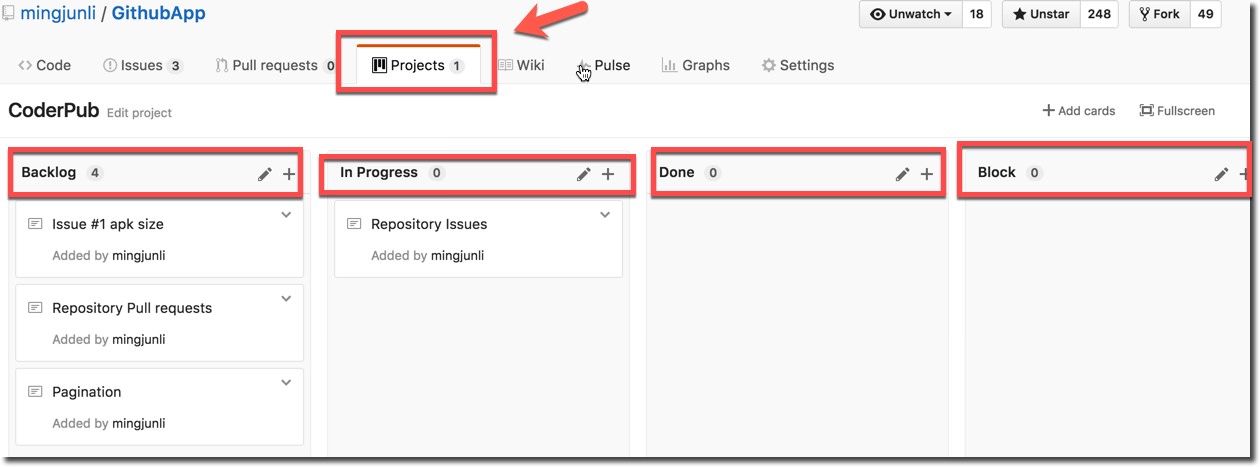 mingjunli / GithubApp
Unwatch 18 Unstar 248 Fork 49
Code Issues 3 Pull requests 0 Projects 1 Wiki Pulse Graphs Settings
CoderPub Edit project
Add cards Fullscreen
Backlog 4
Issue #1 apk size
Added by mingjunli
Repository Pull requests
Added by mingjunli
Pagination
Added by mingjunli
In Progress 0
Repository Issues
Added by mingjunli
Done 0
Block 0